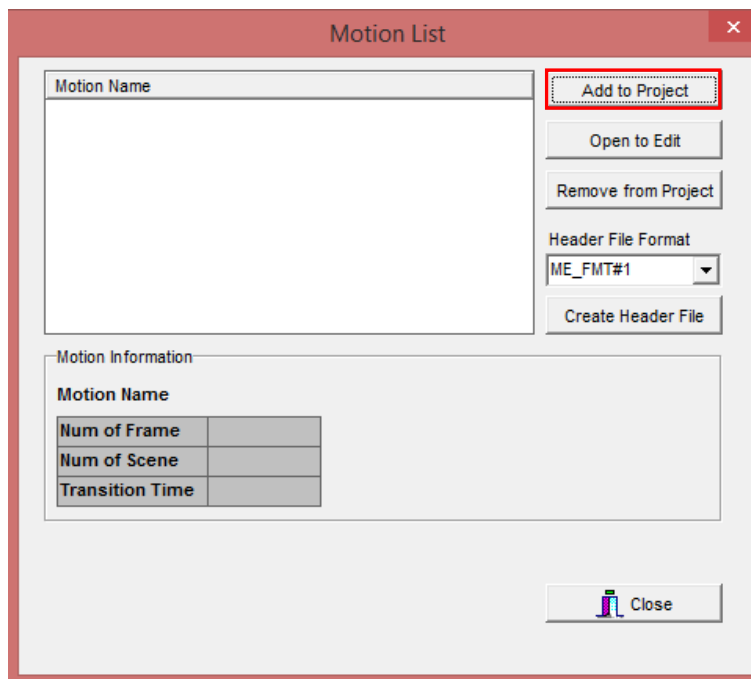 Motion List
Motion Name
Add to Project
Open to Edit
Remove from Project
Header File Format
ME_FMT#1
Create Header File
Motion Information
Motion Name
Num of Frame
Num of Scene
Transition Time
Close